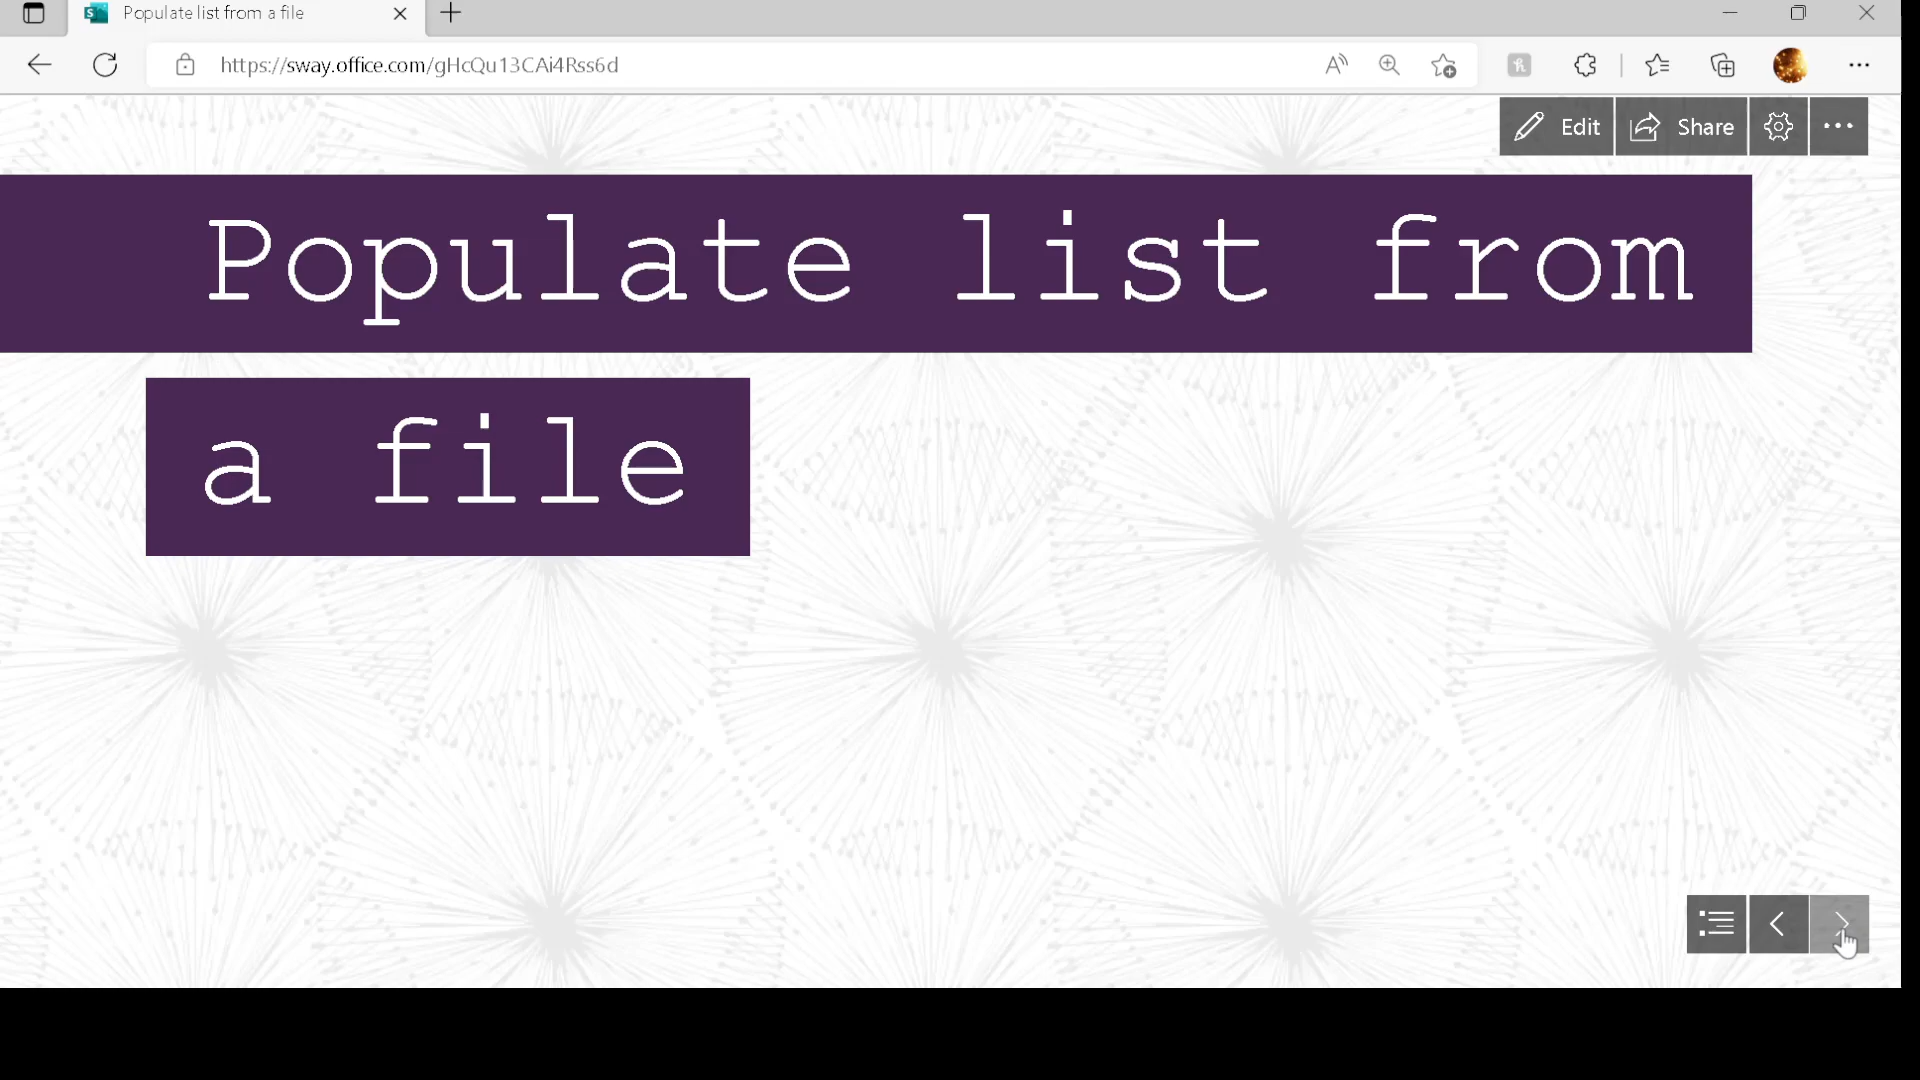 Populate list from a file
https://sway.office.com/gHcQu13CAi4Rss6d
Edit
Share
Populate list from
a file